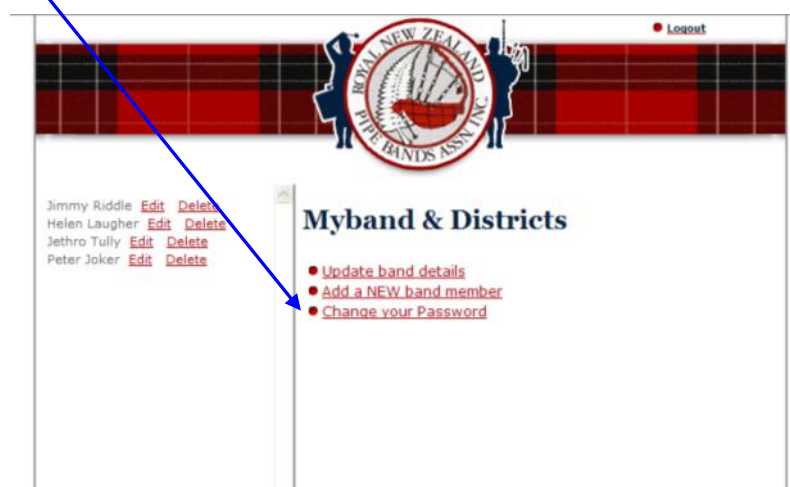 Logout
ROYAL NEW ZEALAND
PIPE BANDS ASSN. INC.
Jimmy Riddle Edit Delete
Helen Laugher Edit Delete
Jethro Tully Edit Delete
Peter Joker Edit Delete
Myband & Districts
Update band details
Add a NEW band member
Change your Password